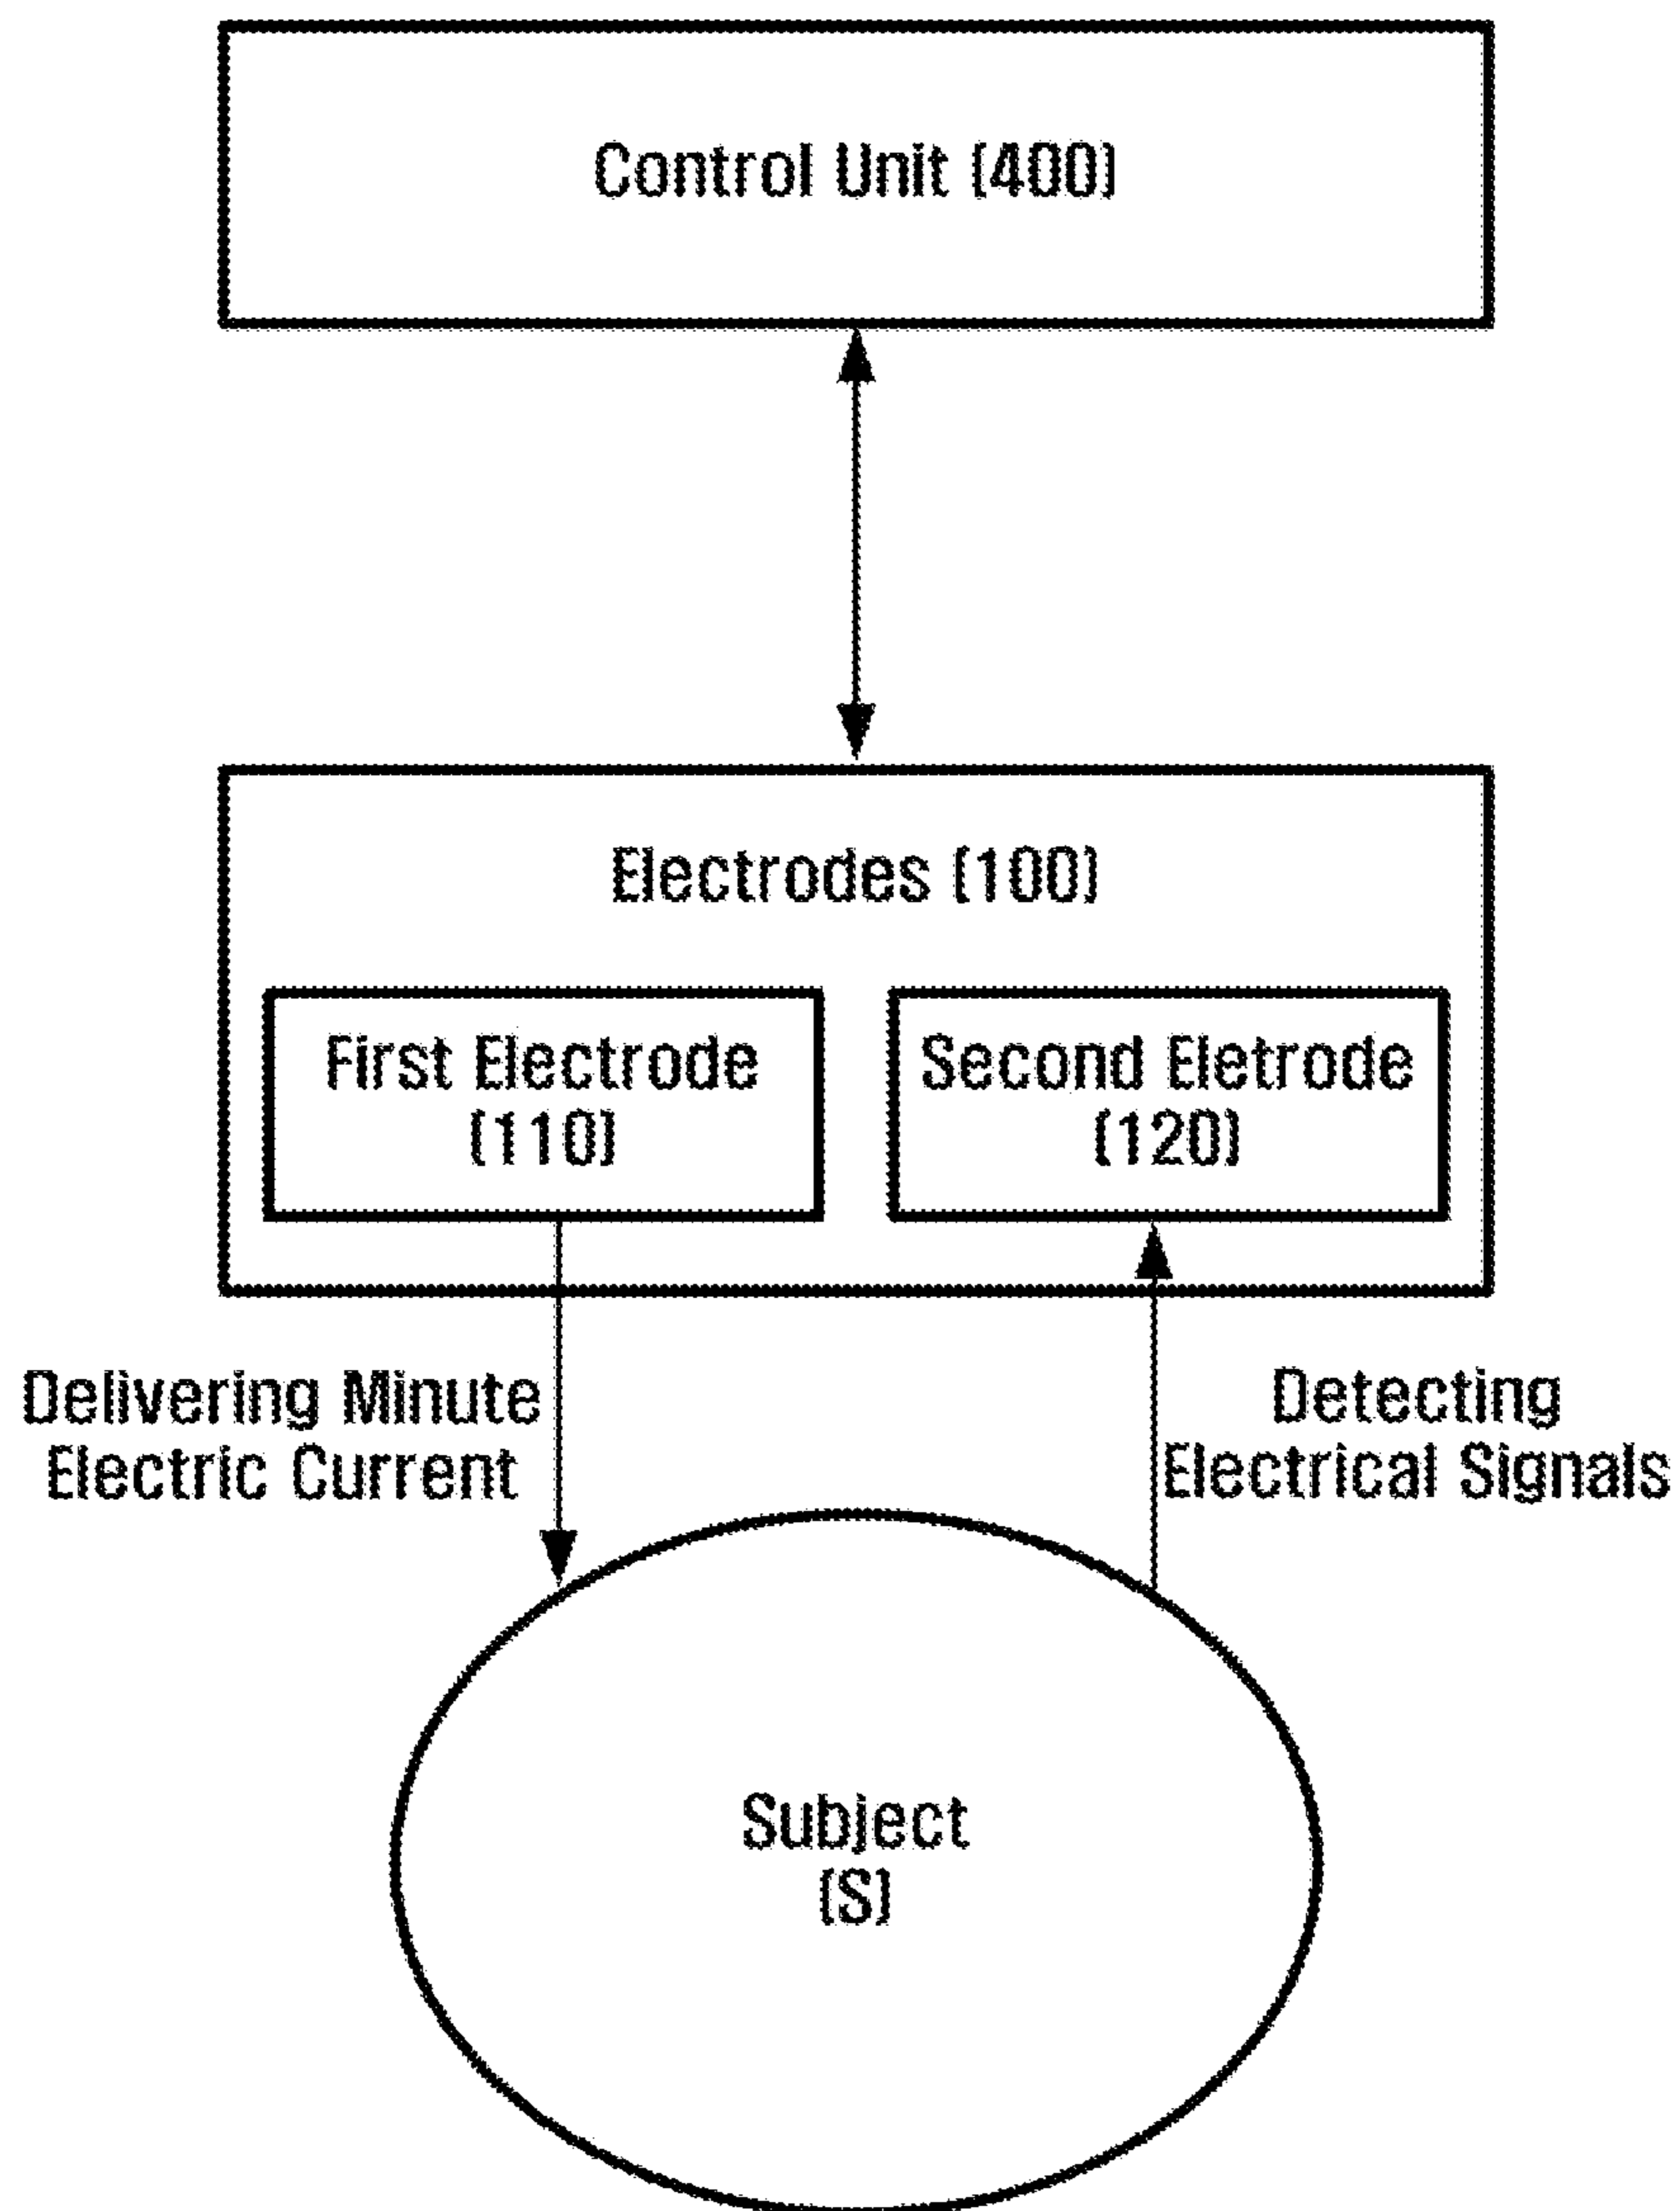 Control Unit (400)
Electrodes (100)
First Electrode
(110)
Second Eletrode
(120)
Delivering Minute
Electric Current
Detecting
Electrical Signals
Subject
(S)